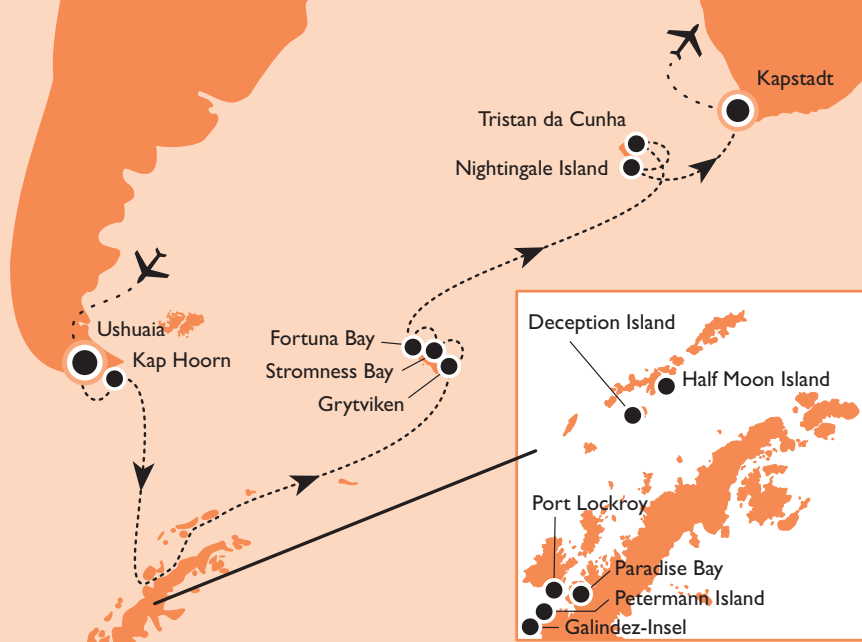 Kapstadt
Tristan da Cunha
Nightingale Island
Ushuaia
Kap Hoorn
Fortuna Bay
Stromness Bay
Grytviken
Deception Island
Half Moon Island
Port Lockroy
Paradise Bay
Petermann Island
Galindez-Insel